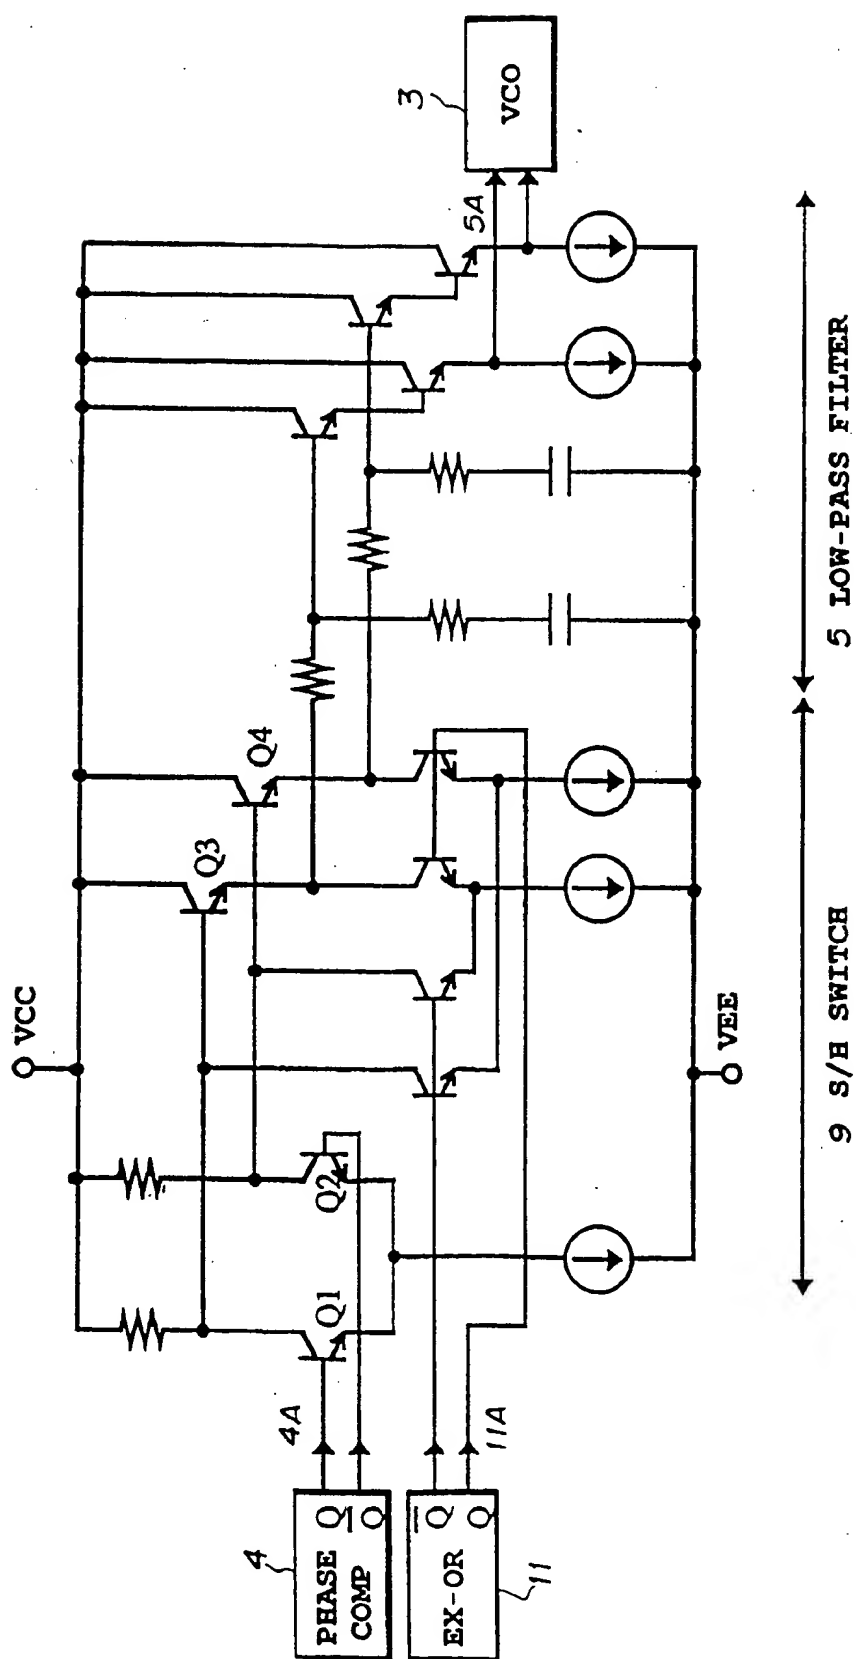 VCC
Q1
Q2
Q3
Q4
4
PHASE
COMP
Q
Q̅
4A
EX-OR
Q̅
Q
11
11A
5A
3
VCO
VEE
9 S/H SWITCH
5 LOW-PASS FILTER